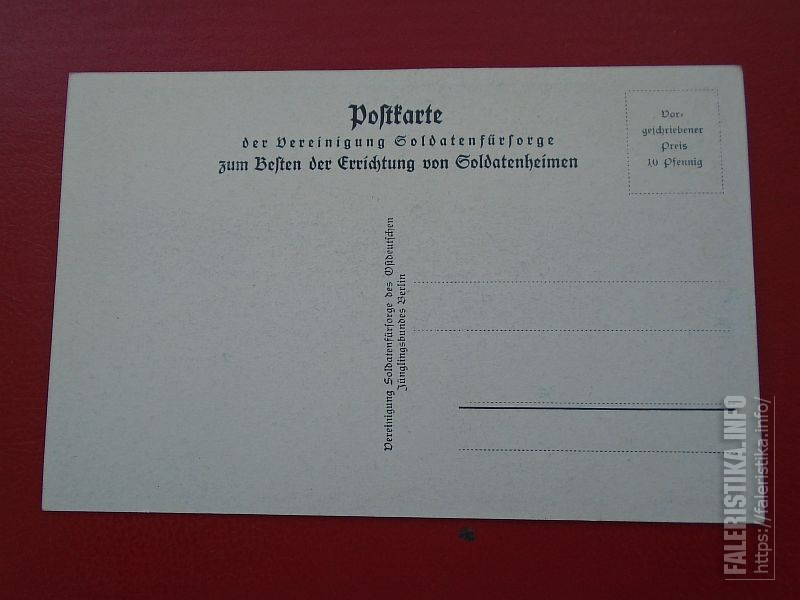 Postkarte
der Vereinigung Soldatenfürsorge
zum Besten der Errichtung von Soldatenheimen
Vor-
geschriebener
Preis
10 Pfennig
Vereinigung Soldatenfürsorge des Ostdeutschen
Jünglingsbundes Berlin
FALERISTIKA.INFO
https://faleristika.info/